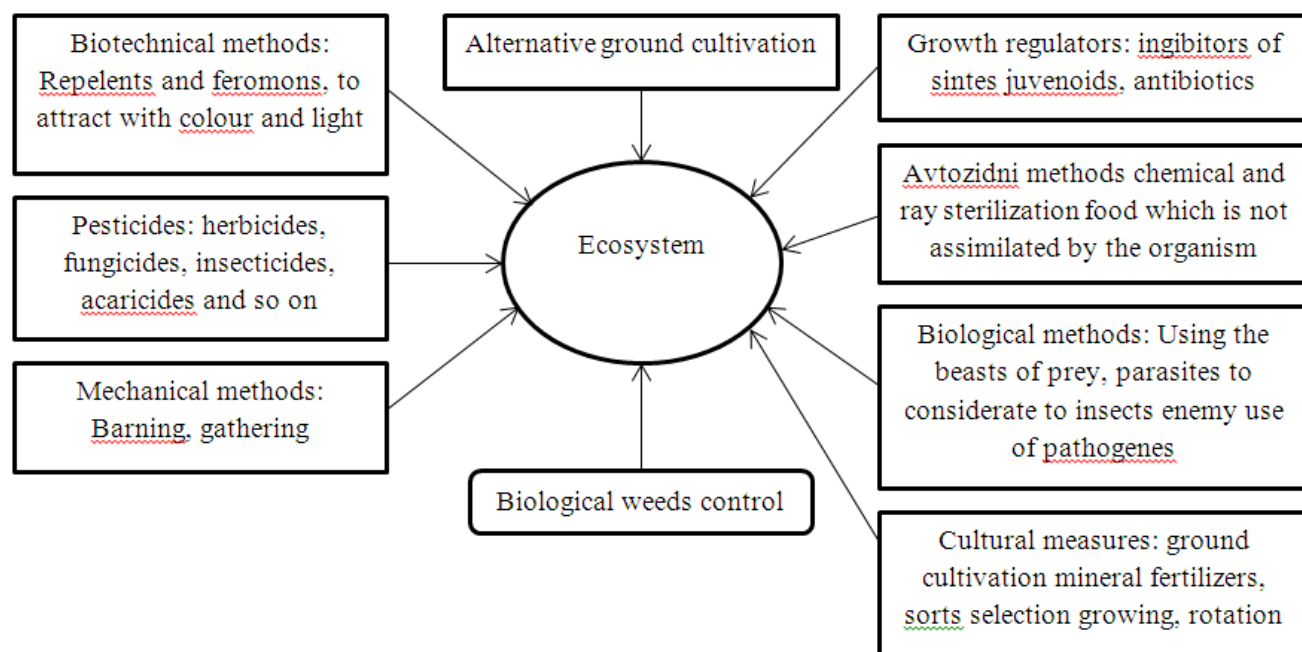 Biotechnical methods:
Repelents and feromons, to
attract with colour and light
Alternative ground cultivation
Growth regulators: ingibitors of
sintes juvenoids, antibiotics
Pesticides: herbicides,
fungicides, insecticides,
acaricides and so on
Ecosystem
Avtozidni methods chemical and
ray sterilization food which is not
assimilated by the organism
Mechanical methods:
Barning, gathering
Biological methods: Using the
beasts of prey, parasites to
considerate to insects enemy use
of pathogenes
Biological weeds control
Cultural measures: ground
cultivation mineral fertilizers,
sorts selection growing, rotation